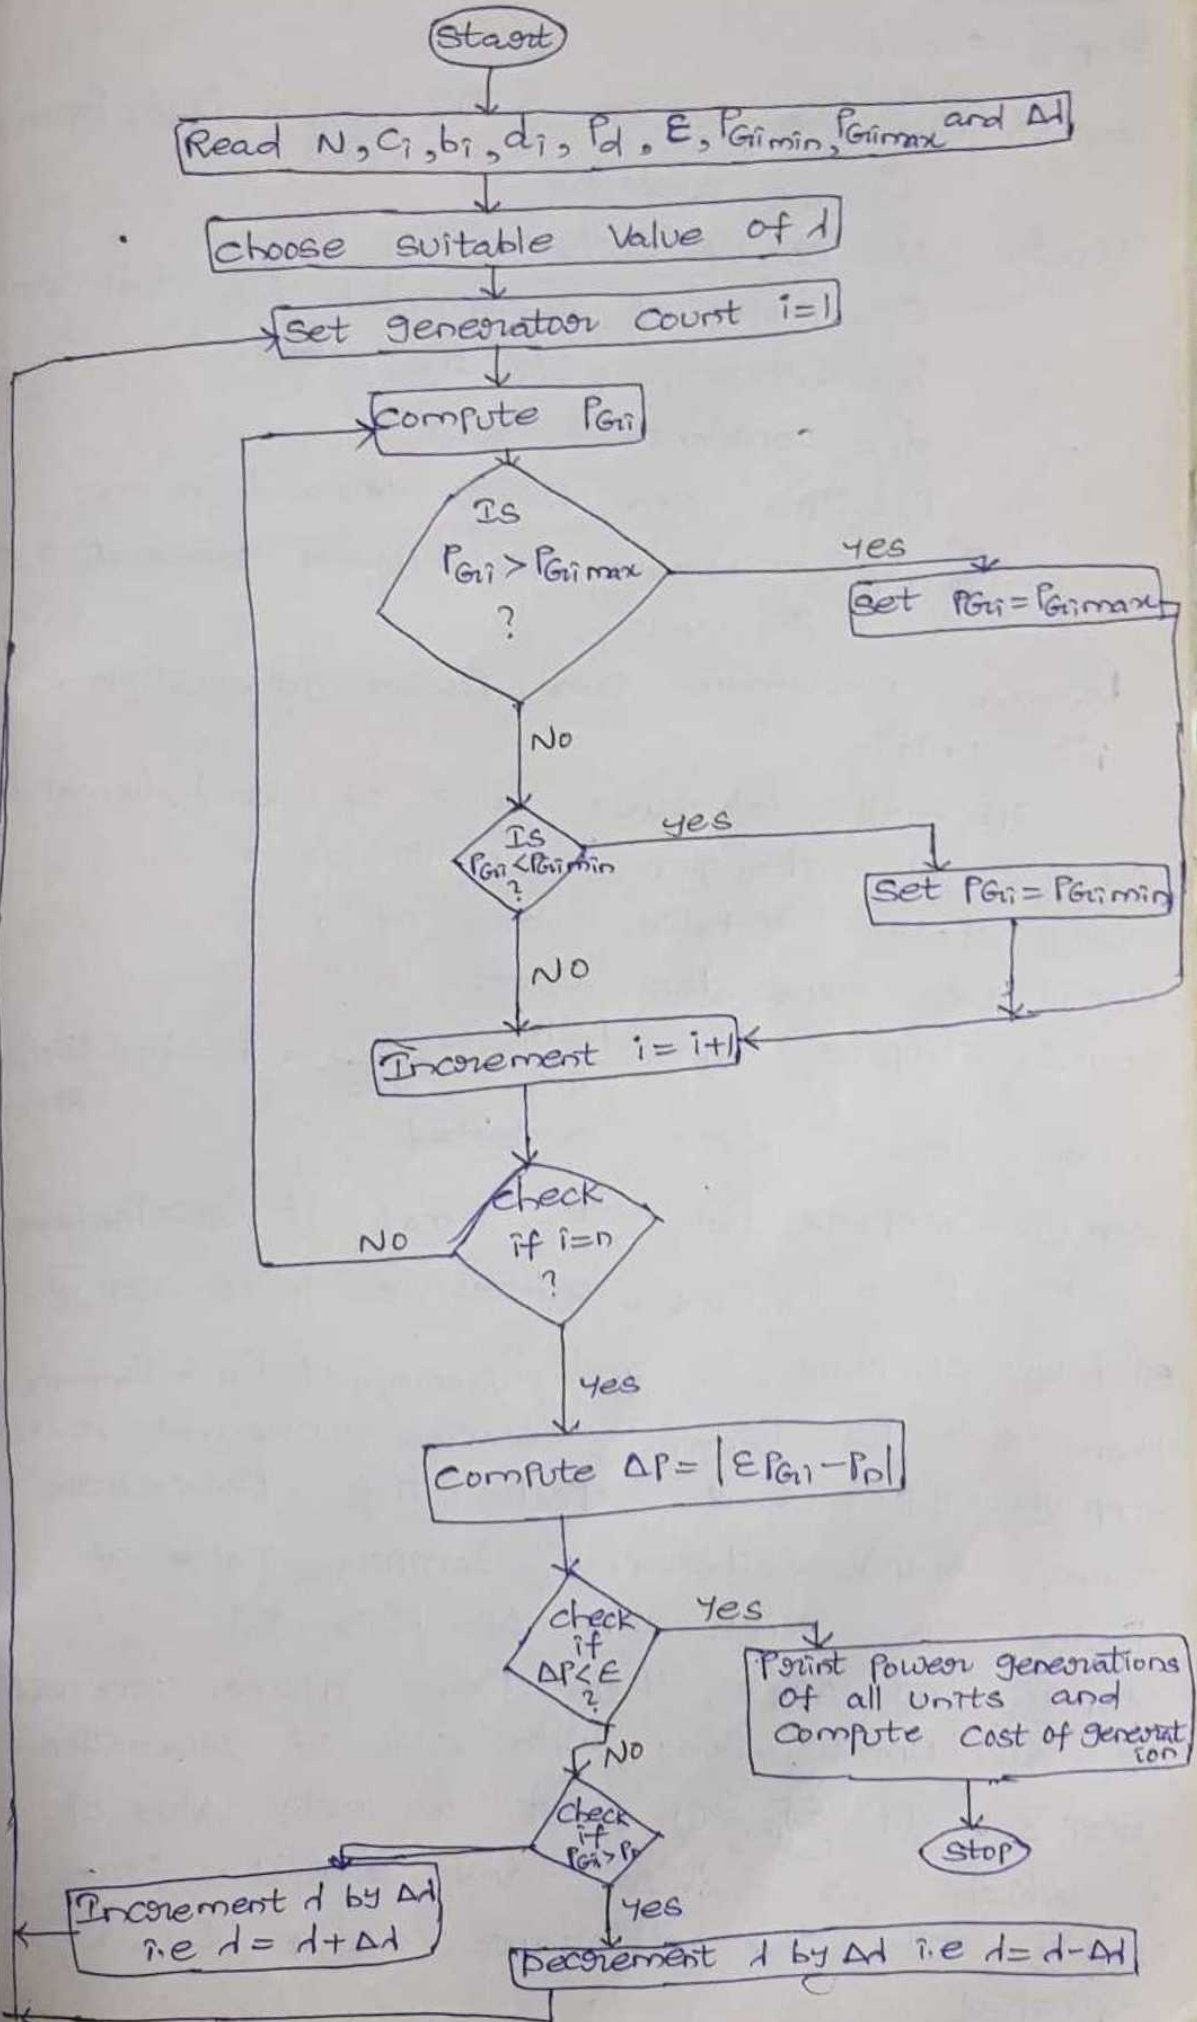 Start
Read N, Ci, bi, di, Pd, ε, PGimin, PGimax and Δλ
choose suitable Value of λ
Set generator Count i=1
Compute PGi
Is
PGi > PGimax
?
yes
Set PGi = PGimax
NO
Is
PGi < PGimin
?
yes
Set PGi = PGimin
NO
Increment i = i+1
check
if i=n
?
NO
yes
Compute ΔP = |ΣPGi - PD|
check
if
ΔP < ε
?
Yes
Print Power generations
of all units and
compute cost of generat
ion
Stop
NO
check
if
PGi > PD
yes
Increment λ by Δλ
i.e λ = λ + Δλ
Decrement λ by Δλ i.e λ = λ - Δλ